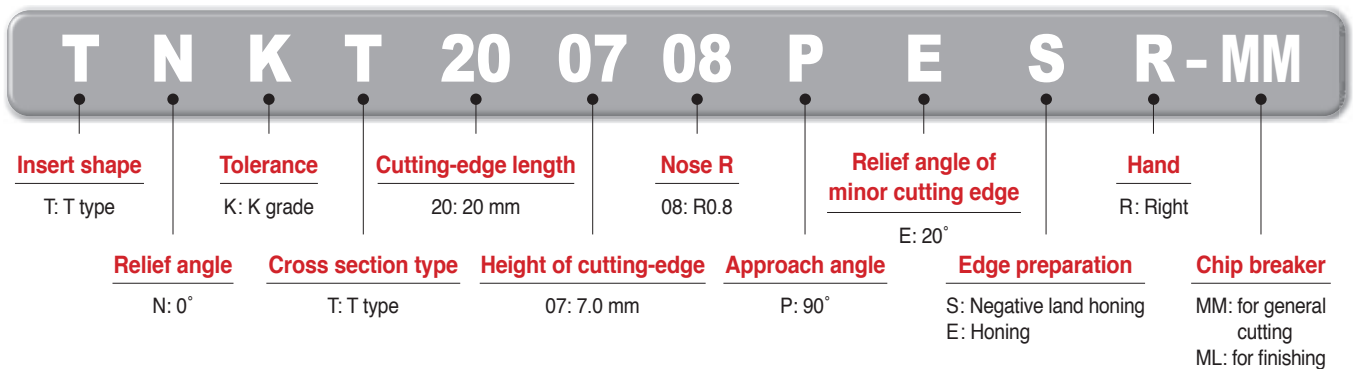 T N K T 20 07 08 P E S R - MM
Insert shape
T: T type
Relief angle
N: 0˚
Tolerance
K: K grade
Cross section type
T: T type
Cutting-edge length
20: 20 mm
Height of cutting-edge
07: 7.0 mm
Nose R
08: R0.8
Approach angle
P: 90˚
Relief angle of
minor cutting edge
E: 20˚
Edge preparation
S: Negative land honing
E: Honing
Hand
R: Right
Chip breaker
MM: for general
cutting
ML: for finishing